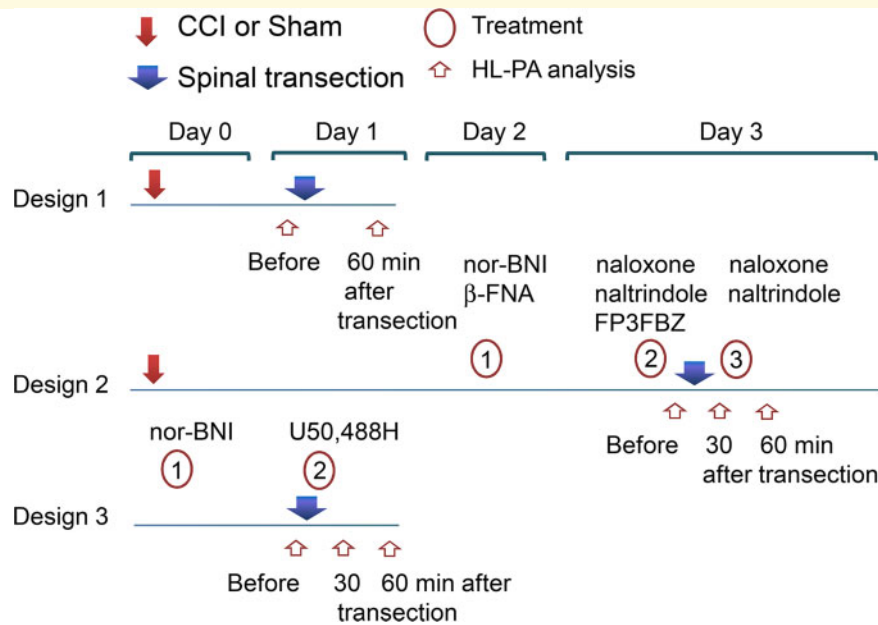 CCI or Sham
Treatment
Spinal transection
HL-PA analysis
Day 0
Day 1
Day 2
Day 3
Design 1
Before
60 min
after
transection
nor-BNI
β-FNA
naloxone
naltrindole
FP3FBZ
naloxone
naltrindole
1
2
3
Design 2
Before
30
60 min
after transection
nor-BNI
U50,488H
1
2
Design 3
Before
30
60 min after
transection